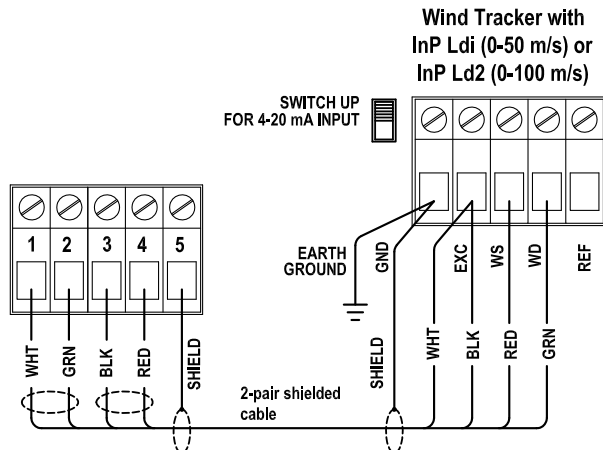 Wind Tracker with
InP Ldi (0-50 m/s) or
InP Ld2 (0-100 m/s)
SWITCH UP
FOR 4-20 mA INPUT
1 2 3 4 5
EARTH
GROUND
GND
EXC
WS
WD
REF
WHT
GRN
BLK
RED
SHIELD
SHIELD
WHT
BLK
RED
GRN
2-pair shielded
cable